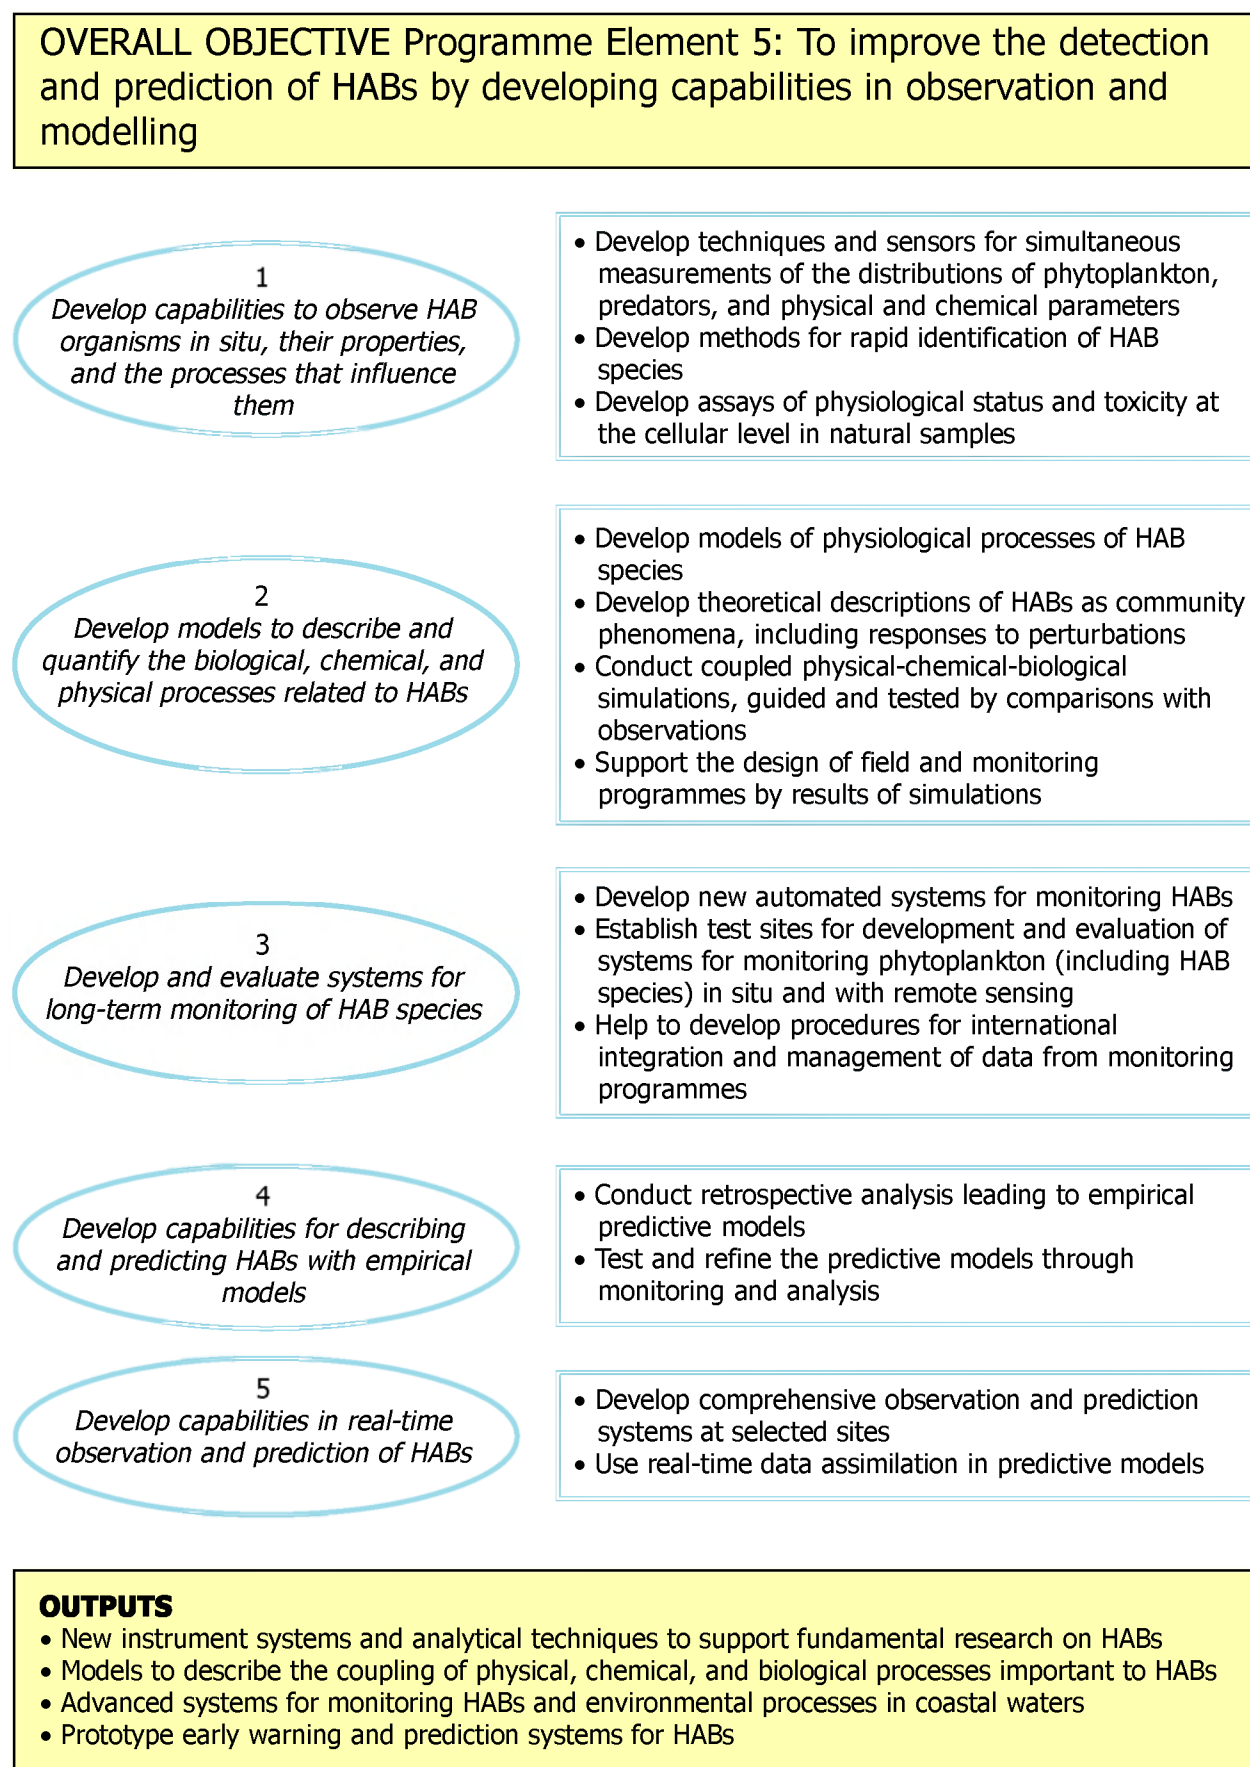 OVERALL OBJECTIVE Programme Element 5: To improve the detection
and prediction of HABs by developing capabilities in observation and
modelling
1
Develop capabilities to observe HAB
organisms in situ, their properties,
and the processes that influence
them
• Develop techniques and sensors for simultaneous
measurements of the distributions of phytoplankton,
predators, and physical and chemical parameters
• Develop methods for rapid identification of HAB
species
• Develop assays of physiological status and toxicity at
the cellular level in natural samples
2
Develop models to describe and
quantify the biological, chemical, and
physical processes related to HABs
• Develop models of physiological processes of HAB
species
• Develop theoretical descriptions of HABs as community
phenomena, including responses to perturbations
• Conduct coupled physical-chemical-biological
simulations, guided and tested by comparisons with
observations
• Support the design of field and monitoring
programmes by results of simulations
3
Develop and evaluate systems for
long-term monitoring of HAB species
• Develop new automated systems for monitoring HABs
• Establish test sites for development and evaluation of
systems for monitoring phytoplankton (including HAB
species) in situ and with remote sensing
• Help to develop procedures for international
integration and management of data from monitoring
programmes
4
Develop capabilities for describing
and predicting HABs with empirical
models
• Conduct retrospective analysis leading to empirical
predictive models
• Test and refine the predictive models through
monitoring and analysis
5
Develop capabilities in real-time
observation and prediction of HABs
• Develop comprehensive observation and prediction
systems at selected sites
• Use real-time data assimilation in predictive models
OUTPUTS
• New instrument systems and analytical techniques to support fundamental research on HABs
• Models to describe the coupling of physical, chemical, and biological processes important to HABs
• Advanced systems for monitoring HABs and environmental processes in coastal waters
• Prototype early warning and prediction systems for HABs